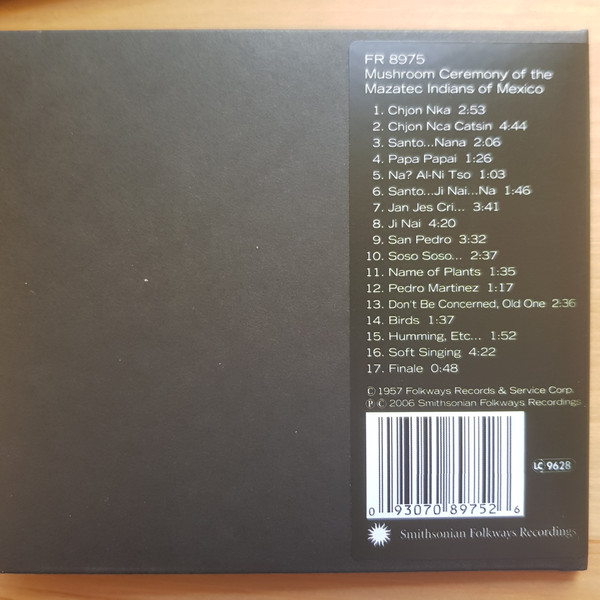 FR 8975
Mushroom Ceremony of the
Mazatec Indians of Mexico
1. Chjon Nka 2:53
2. Chjon Nca Catsin 4:44
3. Santo...Nana 2:06
4. Papa Papai 1:26
5. Na? Al-Ni Tso 1:03
6. Santo...Ji Nai...Na 1:46
7. Jan Jes Cri... 3:41
8. Ji Nai 4:20
9. San Pedro 3:32
10. Soso Soso... 2:37
11. Name of Plants 1:35
12. Pedro Martinez 1:17
13. Don't Be Concerned, Old One 2:36
14. Birds 1:37
15. Humming, Etc... 1:52
16. Soft Singing 4:22
17. Finale 0:48
© 1957 Folkways Records & Service Corp.
℗ © 2006 Smithsonian Folkways Recordings
LC 9628
0 93070 89752 6
Smithsonian Folkways Recordings